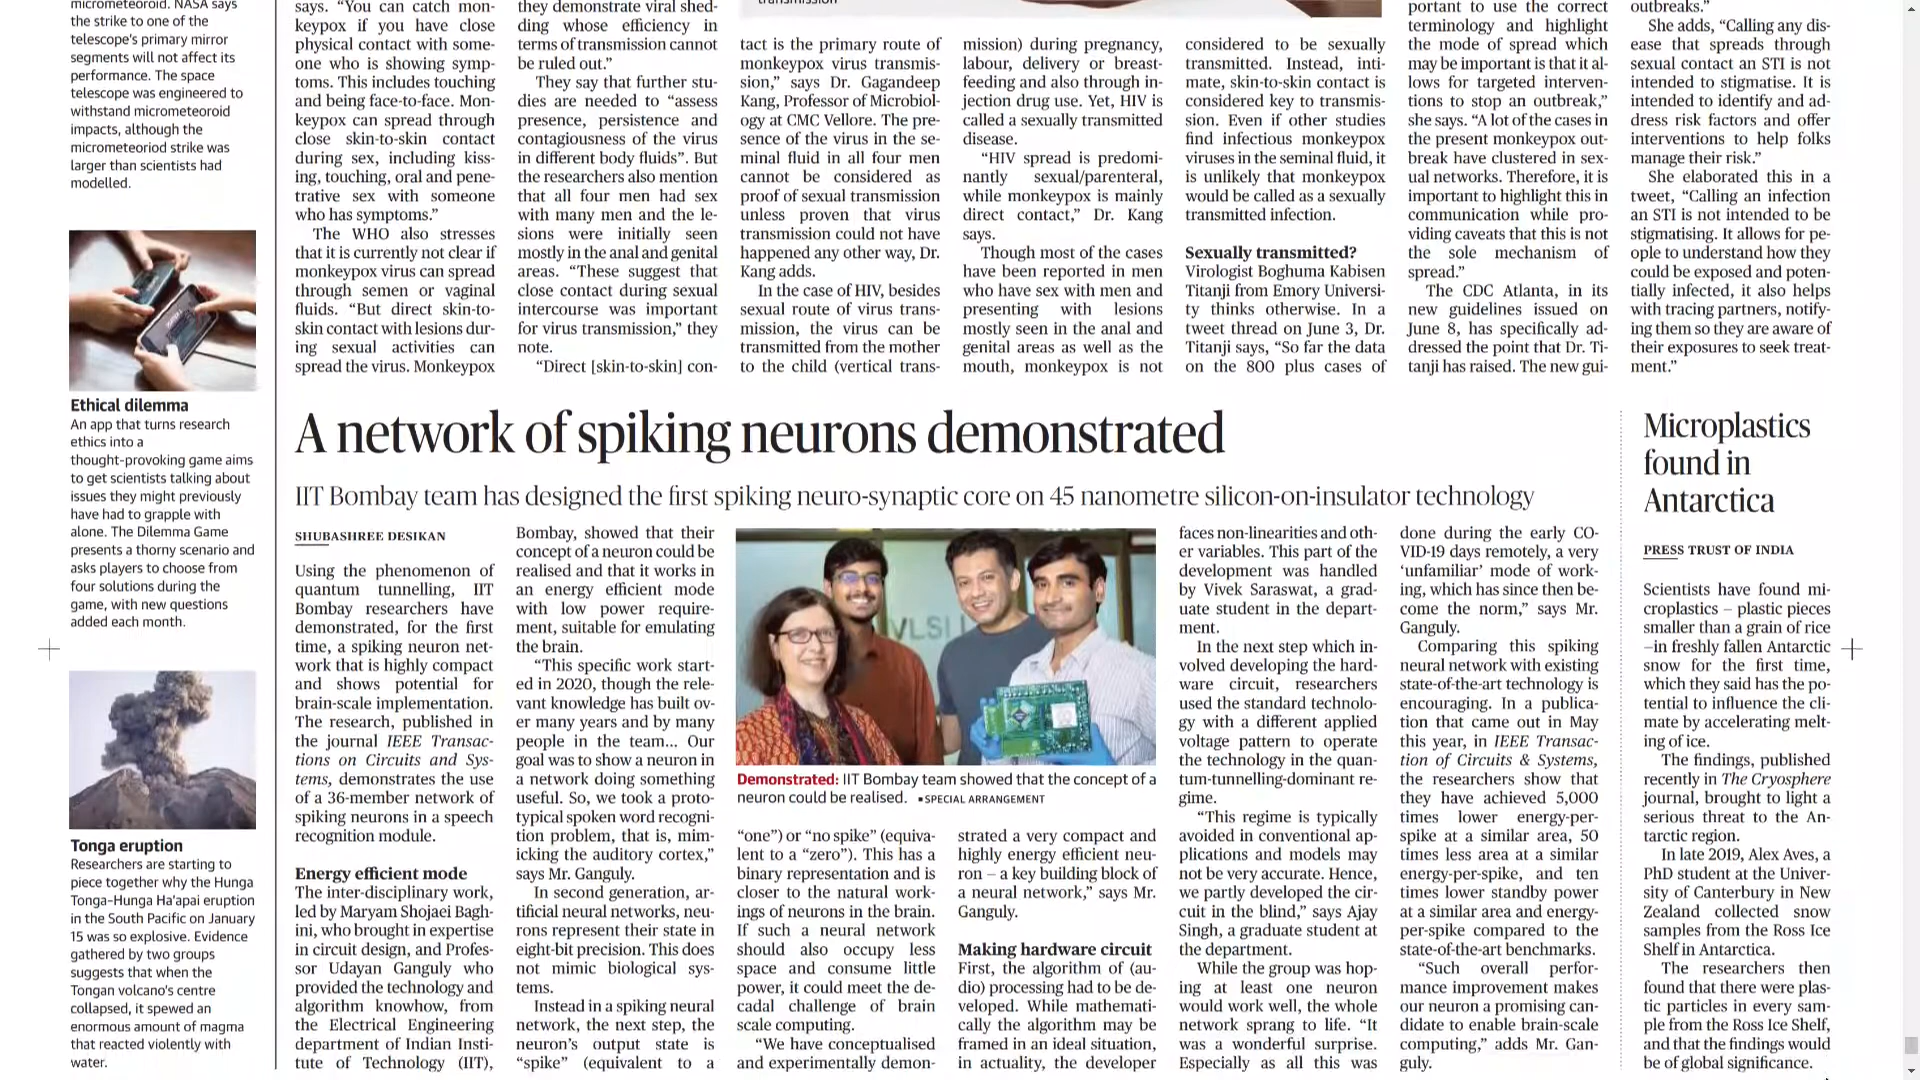 micrometeoroid. NASA says
the strike to one of the
telescope's primary mirror
segments will not affect its
performance. The space
telescope was engineered to
withstand micrometeoroid
impacts, although the
micrometeoriod strike was
larger than scientists had
modelled.
Ethical dilemma
An app that turns research
ethics into a
thought-provoking game aims
to get scientists talking about
issues they might previously
have had to grapple with
alone. The Dilemma Game
presents a thorny scenario and
asks players to choose from
four solutions during the
game, with new questions
added each month.
Tonga eruption
Researchers are starting to
piece together why the Hunga
Tonga-Hunga Ha'apai eruption
in the South Pacific on January
15 was so explosive. Evidence
gathered by two groups
suggests that when the
Tongan volcano's centre
collapsed, it spewed an
enormous amount of magma
that reacted violently with
water.
says. “You can catch mon-
keypox if you have close
physical contact with some-
one who is showing symp-
toms. This includes touching
and being face-to-face. Mon-
keypox can spread through
close skin-to-skin contact
during sex, including kiss-
ing, touching, oral and pene-
trative sex with someone
who has symptoms.”
The WHO also stresses
that it is currently not clear if
monkeypox virus can spread
through semen or vaginal
fluids. “But direct skin-to-
skin contact with lesions dur-
ing sexual activities can
spread the virus. Monkeypox
they demonstrate viral shed-
ding whose efficiency in
terms of transmission cannot
be ruled out.”
They say that further stu-
dies are needed to “assess
presence, persistence and
contagiousness of the virus
in different body fluids”. But
the researchers also mention
that all four men had sex
with many men and the le-
sions were initially seen
mostly in the anal and genital
areas. “These suggest that
close contact during sexual
intercourse was important
for virus transmission,” they
note.
“Direct [skin-to-skin] con-
transmission
tact is the primary route of
monkeypox virus transmis-
sion,” says Dr. Gagandeep
Kang, Professor of Microbiol-
ogy at CMC Vellore. The pre-
sence of the virus in the se-
minal fluid in all four men
cannot be considered as
proof of sexual transmission
unless proven that virus
transmission could not have
happened any other way, Dr.
Kang adds.
In the case of HIV, besides
sexual route of virus trans-
mission, the virus can be
transmitted from the mother
to the child (vertical trans-
mission) during pregnancy,
labour, delivery or breast-
feeding and also through in-
jection drug use. Yet, HIV is
called a sexually transmitted
disease.
“HIV spread is predomi-
nantly sexual/parenteral,
while monkeypox is mainly
direct contact,” Dr. Kang
says.
Though most of the cases
have been reported in men
who have sex with men and
presenting with lesions
mostly seen in the anal and
genital areas as well as the
mouth, monkeypox is not
considered to be sexually
transmitted. Instead, inti-
mate, skin-to-skin contact is
considered key to transmis-
sion. Even if other studies
find infectious monkeypox
viruses in the seminal fluid, it
is unlikely that monkeypox
would be called as a sexually
transmitted infection.
Sexually transmitted?
Virologist Boghuma Kabisen
Titanji from Emory Universi-
ty thinks otherwise. In a
tweet thread on June 3, Dr.
Titanji says, “So far the data
on the 800 plus cases of
portant to use the correct
terminology and highlight
the mode of spread which
may be important is that it al-
lows for targeted interven-
tions to stop an outbreak,”
she says. “A lot of the cases in
the present monkeypox out-
break have clustered in sex-
ual networks. Therefore, it is
important to highlight this in
communication while pro-
viding caveats that this is not
the sole mechanism of
spread.”
The CDC Atlanta, in its
new guidelines issued on
June 8, has specifically ad-
dressed the point that Dr. Ti-
tanji has raised. The new gui-
outbreaks.”
She adds, “Calling any dis-
ease that spreads through
sexual contact an STI is not
intended to stigmatise. It is
intended to identify and ad-
dress risk factors and offer
interventions to help folks
manage their risk.”
She elaborated this in a
tweet, “Calling an infection
an STI is not intended to be
stigmatising. It allows for pe-
ople to understand how they
could be exposed and poten-
tially infected, it also helps
with tracing partners, notify-
ing them so they are aware of
their exposures to seek treat-
ment.”
A network of spiking neurons demonstrated
IIT Bombay team has designed the first spiking neuro-synaptic core on 45 nanometre silicon-on-insulator technology
SHUBASHREE DESIKAN
Using the phenomenon of
quantum tunnelling, IIT
Bombay researchers have
demonstrated, for the first
time, a spiking neuron net-
work that is highly compact
and shows potential for
brain-scale implementation.
The research, published in
the journal IEEE Transac-
tions on Circuits and Sys-
tems, demonstrates the use
of a 36-member network of
spiking neurons in a speech
recognition module.
Energy efficient mode
The inter-disciplinary work,
led by Maryam Shojaei Bagh-
ini, who brought in expertise
in circuit design, and Profes-
sor Udayan Ganguly who
provided the technology and
algorithm knowhow, from
the Electrical Engineering
department of Indian Insti-
tute of Technology (IIT),
Bombay, showed that their
concept of a neuron could be
realised and that it works in
an energy efficient mode
with low power require-
ment, suitable for emulating
the brain.
“This specific work start-
ed in 2020, though the rele-
vant knowledge has built ov-
er many years and by many
people in the team... Our
goal was to show a neuron in
a network doing something
useful. So, we took a proto-
typical spoken word recogni-
tion problem, that is, mim-
icking the auditory cortex,”
says Mr. Ganguly.
In second generation, ar-
tificial neural networks, neu-
rons represent their state in
eight-bit precision. This does
not mimic biological sys-
tems.
Instead in a spiking neural
network, the next step, the
neuron's output state is
“spike” (equivalent to a
VLSI L
Demonstrated: IIT Bombay team showed that the concept of a
neuron could be realised. ▪SPECIAL ARRANGEMENT
“one”) or “no spike” (equiva-
lent to a “zero”). This has a
binary representation and is
closer to the natural work-
ings of neurons in the brain.
If such a neural network
should also occupy less
space and consume little
power, it could meet the de-
cadal challenge of brain
scale computing.
“We have conceptualised
and experimentally demon-
strated a very compact and
highly energy efficient neu-
ron – a key building block of
a neural network,” says Mr.
Ganguly.
Making hardware circuit
First, the algorithm of (au-
dio) processing had to be de-
veloped. While mathemati-
cally the algorithm may be
framed in an ideal situation,
in actuality, the developer
faces non-linearities and oth-
er variables. This part of the
development was handled
by Vivek Saraswat, a grad-
uate student in the depart-
ment.
In the next step which in-
volved developing the hard-
ware circuit, researchers
used the standard technolo-
gy with a different applied
voltage pattern to operate
the technology in the quan-
tum-tunnelling-dominant re-
gime.
“This regime is typically
avoided in conventional ap-
plications and models may
not be very accurate. Hence,
we partly developed the cir-
cuit in the blind,” says Ajay
Singh, a graduate student at
the department.
While the group was hop-
ing at least one neuron
would work well, the whole
network sprang to life. “It
was a wonderful surprise.
Especially as all this was
done during the early CO-
VID-19 days remotely, a very
‘unfamiliar’ mode of work-
ing, which has since then be-
come the norm,” says Mr.
Ganguly.
Comparing this spiking
neural network with existing
state-of-the-art technology is
encouraging. In a publica-
tion that came out in May
this year, in IEEE Transac-
tion of Circuits & Systems,
the researchers show that
they have achieved 5,000
times lower energy-per-
spike at a similar area, 50
times less area at a similar
energy-per-spike, and ten
times lower standby power
at a similar area and energy-
per-spike compared to the
state-of-the-art benchmarks.
“Such overall perfor-
mance improvement makes
our neuron a promising can-
didate to enable brain-scale
computing,” adds Mr. Gan-
guly.
Microplastics
found in
Antarctica
PRESS TRUST OF INDIA
Scientists have found mi-
croplastics – plastic pieces
smaller than a grain of rice
–in freshly fallen Antarctic
snow for the first time,
which they said has the po-
tential to influence the cli-
mate by accelerating melt-
ing of ice.
The findings, published
recently in The Cryosphere
journal, brought to light a
serious threat to the An-
tarctic region.
In late 2019, Alex Aves, a
PhD student at the Univer-
sity of Canterbury in New
Zealand collected snow
samples from the Ross Ice
Shelf in Antarctica.
The researchers then
found that there were plas-
tic particles in every sam-
ple from the Ross Ice Shelf,
and that the findings would
be of global significance.